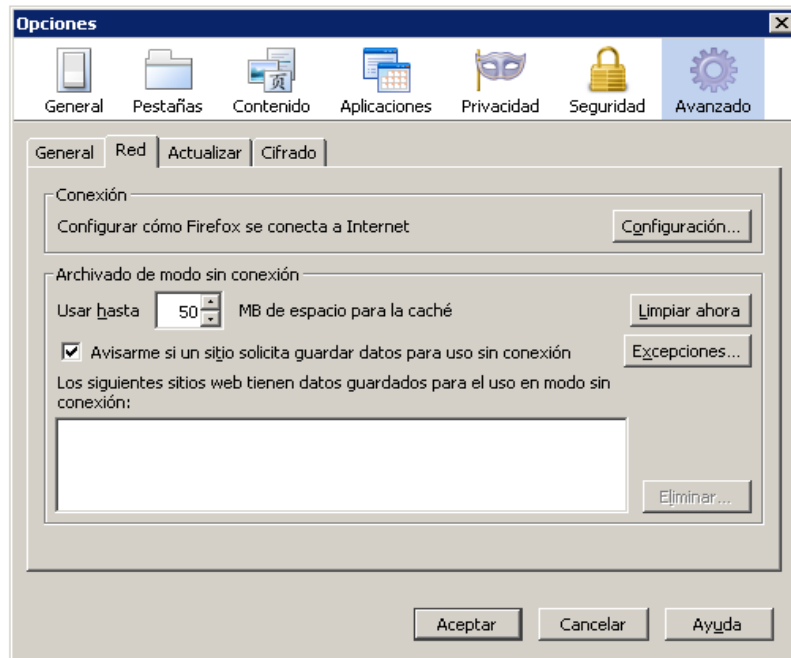 Opciones
General Pestañas Contenido Aplicaciones Privacidad Seguridad Avanzado
General Red Actualizar Cifrado
Conexión
Configurar cómo Firefox se conecta a Internet Configuración...
Archivado de modo sin conexión
Usar hasta 50 MB de espacio para la caché Limpiar ahora
Avisarme si un sitio solicita guardar datos para uso sin conexión Excepciones...
Los siguientes sitios web tienen datos guardados para el uso en modo sin
conexión:
Eliminar...
Aceptar Cancelar Ayuda